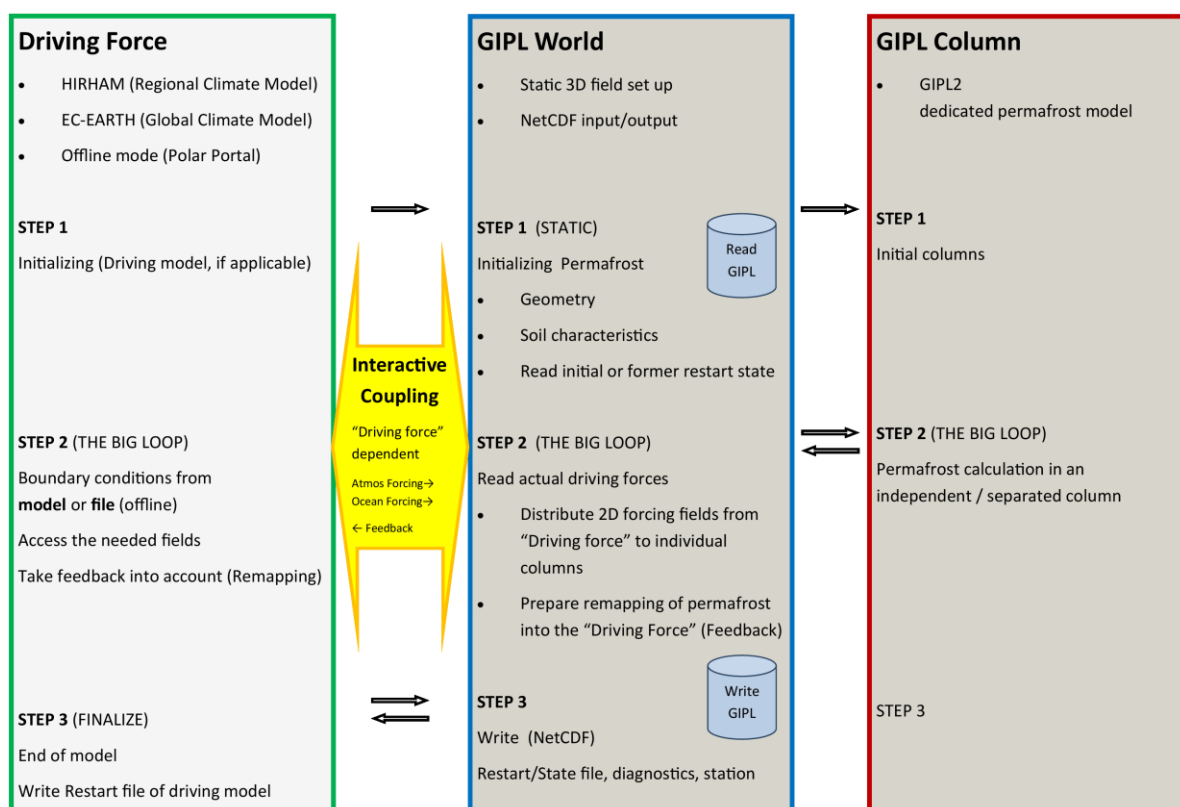 Driving Force
• HIRHAM (Regional Climate Model)
• EC-EARTH (Global Climate Model)
• Offline mode (Polar Portal)
STEP 1
Initializing (Driving model, if applicable)
STEP 2 (THE BIG LOOP)
Boundary conditions from
model or file (offline)
Access the needed fields
Take feedback into account (Remapping)
STEP 3 (FINALIZE)
End of model
Write Restart file of driving model
Interactive
Coupling
“Driving force”
dependent
Atmos Forcing→
Ocean Forcing→
← Feedback
GIPL World
• Static 3D field set up
• NetCDF input/output
STEP 1 (STATIC)
Initializing Permafrost
• Geometry
• Soil characteristics
• Read initial or former restart state
Read
GIPL
STEP 2 (THE BIG LOOP)
Read actual driving forces
• Distribute 2D forcing fields from
“Driving force” to individual
columns
• Prepare remapping of permafrost
into the “Driving Force” (Feedback)
STEP 3
Write (NetCDF)
Restart/State file, diagnostics, station
Write
GIPL
GIPL Column
• GIPL2
dedicated permafrost model
STEP 1
Initial columns
STEP 2 (THE BIG LOOP)
Permafrost calculation in an
independent / separated column
STEP 3